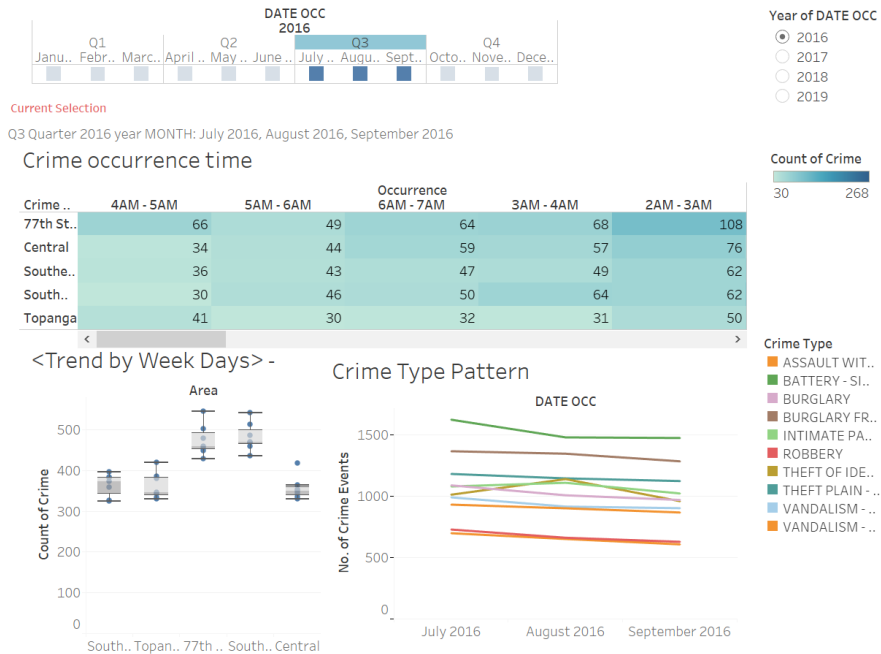 DATE OCC
2016
Q1 Q2 Q3 Q4
Janu.. Febr.. Marc.. April .. May .. June .. July .. Augu.. Sept.. Octo.. Nove.. Dece..
Year of DATE OCC
2016
2017
2018
2019
Current Selection
Q3 Quarter 2016 year MONTH: July 2016, August 2016, September 2016
Crime occurrence time
Count of Crime
30 268
Occurrence
Crime .. 4AM - 5AM 5AM - 6AM 6AM - 7AM 3AM - 4AM 2AM - 3AM
77th St.. 66 49 64 68 108
Central 34 44 59 57 76
Southe.. 36 43 47 49 62
South.. 30 46 50 64 62
Topanga 41 30 32 31 50
<Trend by Week Days> -
Area
Count of Crime
500
400
300
200
100
0
South.. Topan.. 77th .. South.. Central
Crime Type Pattern
DATE OCC
No. of Crime Events
1500
1000
500
0
July 2016 August 2016 September 2016
Crime Type
ASSAULT WIT..
BATTERY - SI..
BURGLARY
BURGLARY FR..
INTIMATE PA..
ROBBERY
THEFT OF IDE..
THEFT PLAIN - ..
VANDALISM - ..
VANDALISM - ..